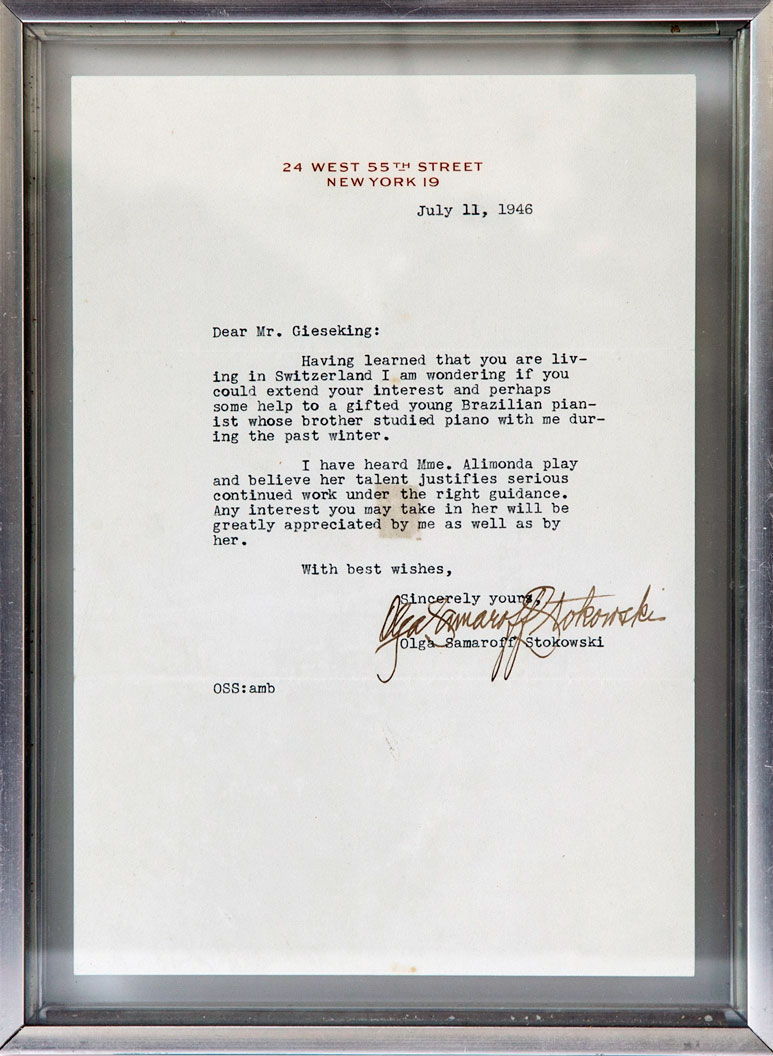 24 WEST 55TH STREET
NEW YORK 19
July 11, 1946
Dear Mr. Gieseking:
Having learned that you are liv-
ing in Switzerland I am wondering if you
could extend your interest and perhaps
some help to a gifted young Brazilian pian-
ist whose brother studied piano with me dur-
ing the past winter.
I have heard Mme. Alimonda play
and believe her talent justifies serious
continued work under the right guidance.
Any interest you may take in her will be
greatly appreciated by me as well as by
her.
With best wishes,
Sincerely yours,
Olga Samaroff Stokowski
Olga Samaroff Stokowski
OSS:amb